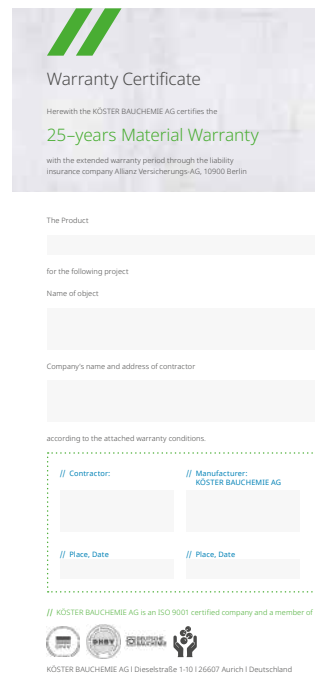 Warranty Certificate
Herewith the KÖSTER BAUCHEMIE AG certifies the
25–years Material Warranty
with the extended warranty period through the liability
insurance company Allianz Versicherungs-AG, 10900 Berlin
The Product
for the following project
Name of object
Company's name and address of contractor
according to the attached warranty conditions.
// Contractor:
// Manufacturer:
KÖSTER BAUCHEMIE AG
// Place, Date
// Place, Date
// KÖSTER BAUCHEMIE AG is an ISO 9001 certified company and a member of
DEUTSCHE
BAUCHEMIE
KÖSTER BAUCHEMIE AG I Dieselstraße 1-10 I 26607 Aurich I Deutschland